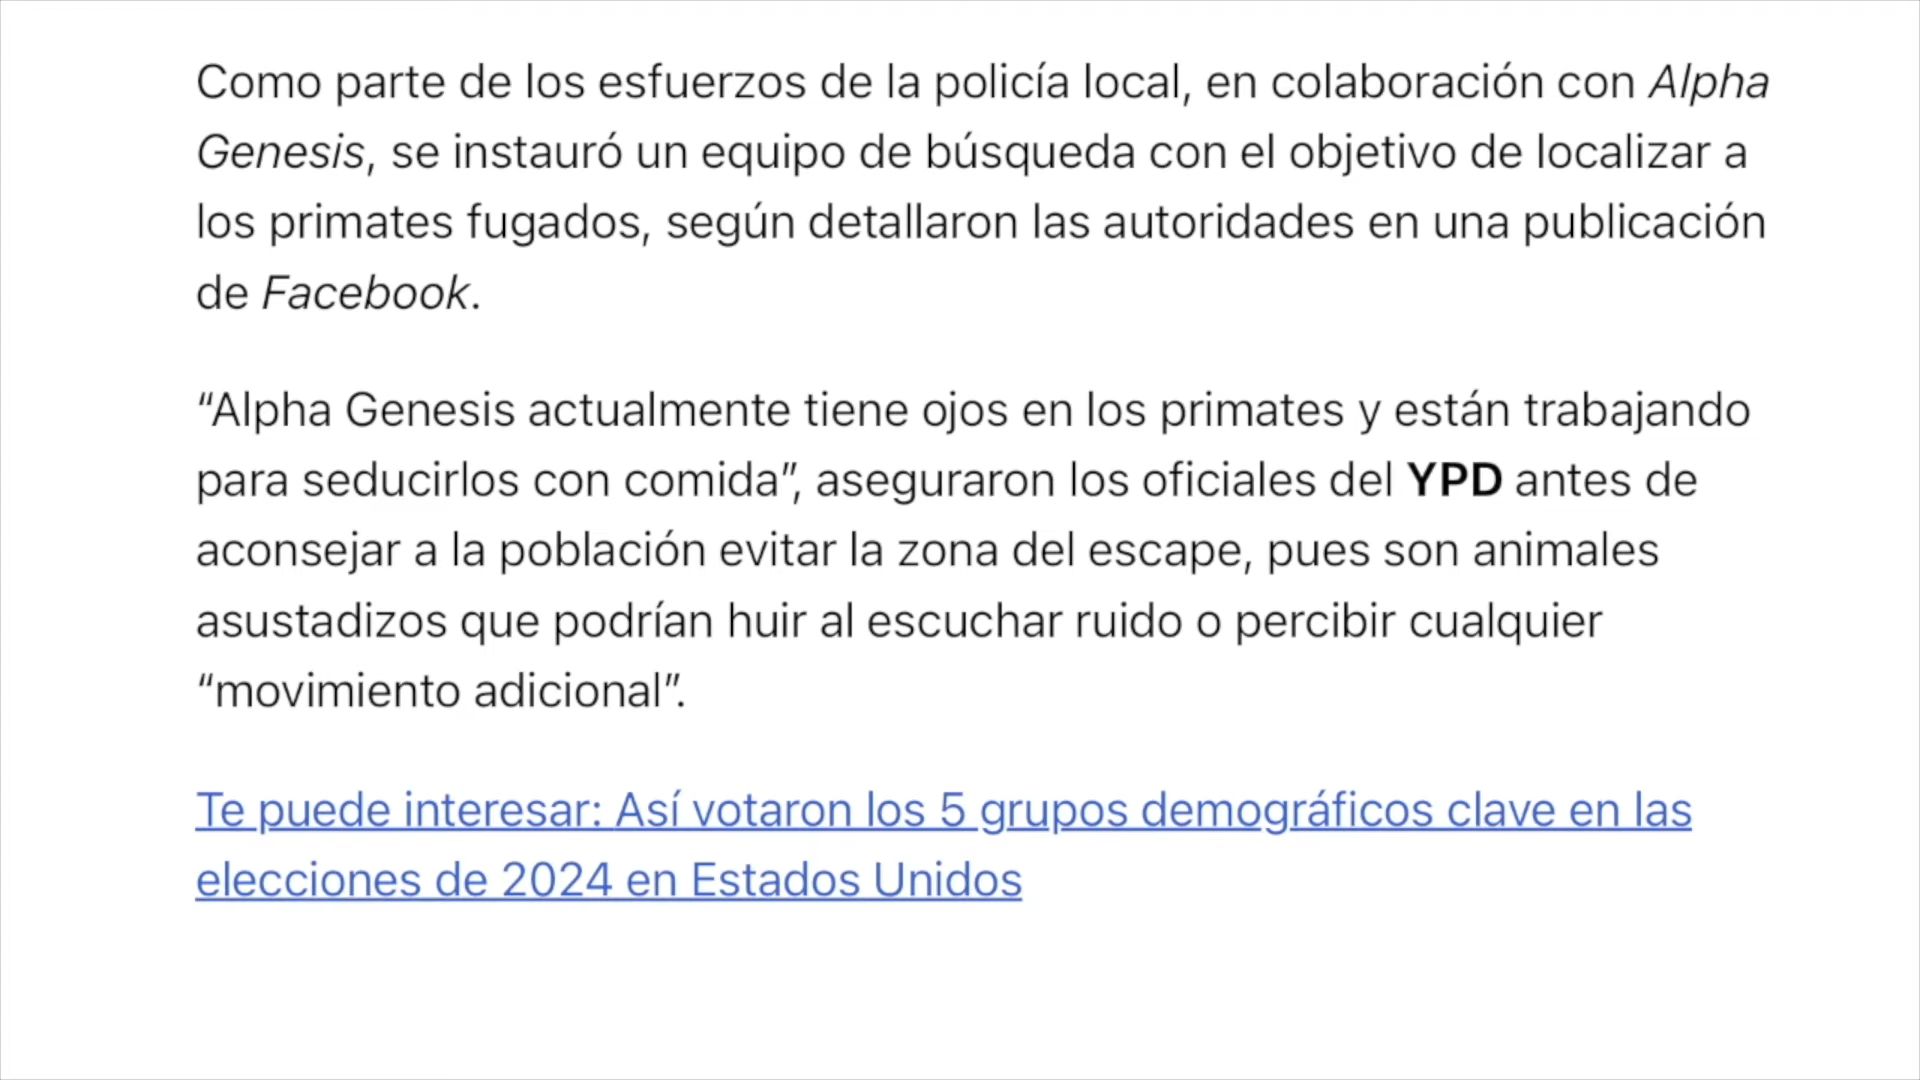 Como parte de los esfuerzos de la policía local, en colaboración con Alpha
Genesis, se instauró un equipo de búsqueda con el objetivo de localizar a
los primates fugados, según detallaron las autoridades en una publicación
de Facebook.
“Alpha Genesis actualmente tiene ojos en los primates y están trabajando
para seducirlos con comida”, aseguraron los oficiales del YPD antes de
aconsejar a la población evitar la zona del escape, pues son animales
asustadizos que podrían huir al escuchar ruido o percibir cualquier
“movimiento adicional”.
Te puede interesar: Así votaron los 5 grupos demográficos clave en las
elecciones de 2024 en Estados Unidos